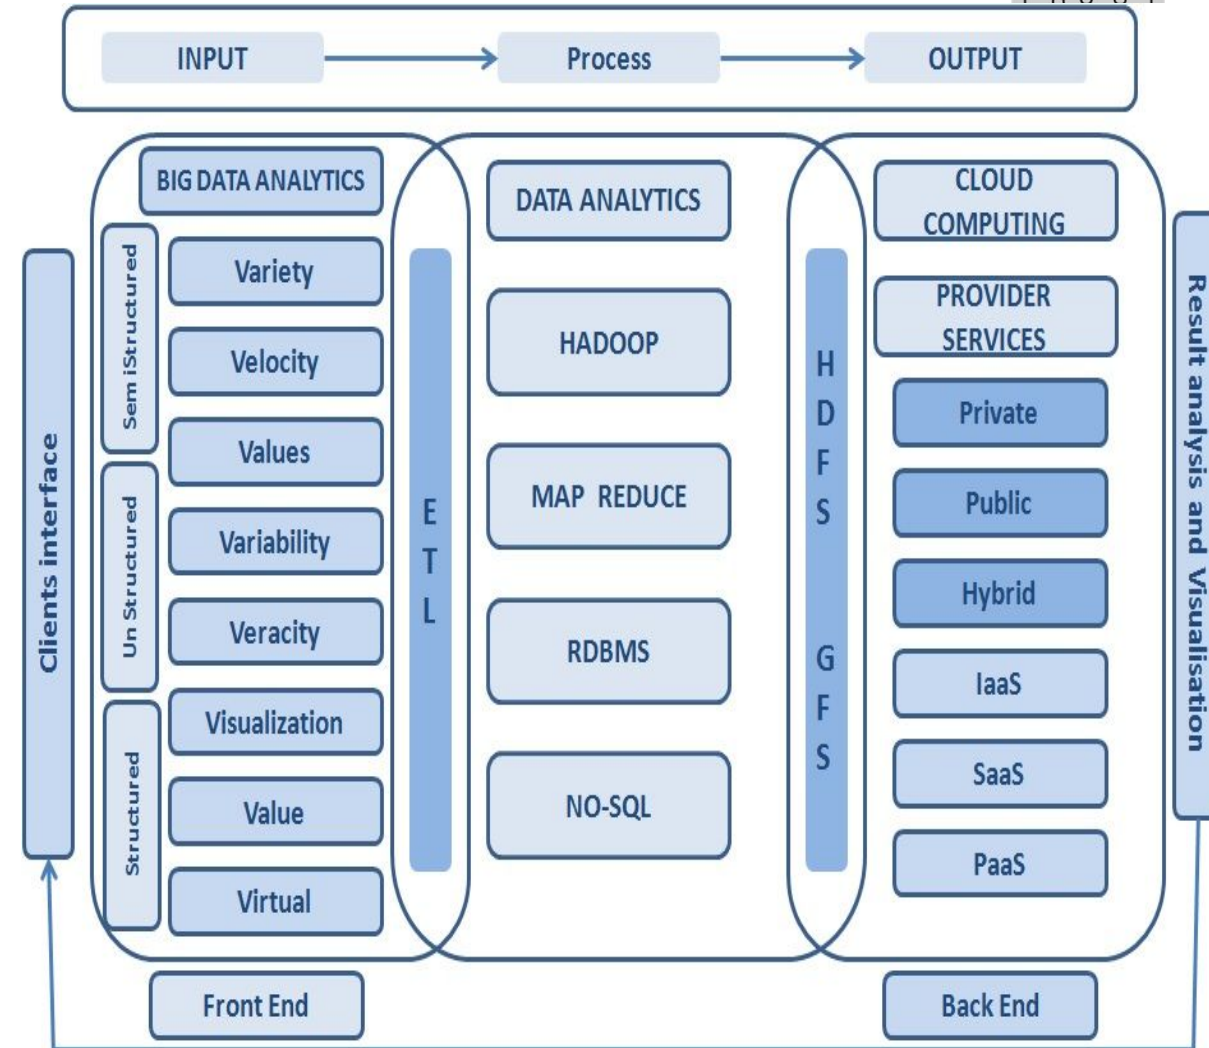 INPUT
Process
OUTPUT
BIG DATA ANALYTICS
DATA ANALYTICS
CLOUD
COMPUTING
PROVIDER
SERVICES
Clients interface
Sem iStructured
Un Structured
Structured
Variety
Velocity
Values
Variability
Veracity
Visualization
Value
Virtual
E
T
L
HADOOP
MAP REDUCE
RDBMS
NO-SQL
H
D
F
S
G
F
S
Private
Public
Hybrid
IaaS
SaaS
PaaS
Result analysis and Visualisation
Front End
Back End